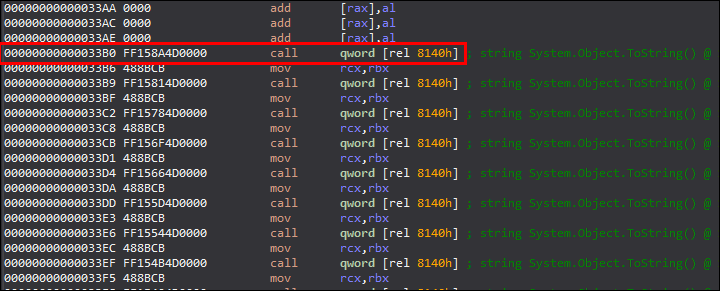 00000000000033AA 0000 add [rax],al
00000000000033AC 0000 add [rax],al
00000000000033AE 0000 add [rax],al
00000000000033B0 FF158A4D0000 call qword [rel 8140h] ; string System.Object.ToString() @
00000000000033B6 488BCB mov rcx,rbx
00000000000033B9 FF15814D0000 call qword [rel 8140h] ; string System.Object.ToString() @
00000000000033BF 488BCB mov rcx,rbx
00000000000033C2 FF15784D0000 call qword [rel 8140h] ; string System.Object.ToString() @
00000000000033C8 488BCB mov rcx,rbx
00000000000033CB FF156F4D0000 call qword [rel 8140h] ; string System.Object.ToString() @
00000000000033D1 488BCB mov rcx,rbx
00000000000033D4 FF15664D0000 call qword [rel 8140h] ; string System.Object.ToString() @
00000000000033DA 488BCB mov rcx,rbx
00000000000033DD FF155D4D0000 call qword [rel 8140h] ; string System.Object.ToString() @
00000000000033E3 488BCB mov rcx,rbx
00000000000033E6 FF15544D0000 call qword [rel 8140h] ; string System.Object.ToString() @
00000000000033EC 488BCB mov rcx,rbx
00000000000033EF FF154B4D0000 call qword [rel 8140h] ; string System.Object.ToString() @
00000000000033F5 488BCB mov rcx,rbx